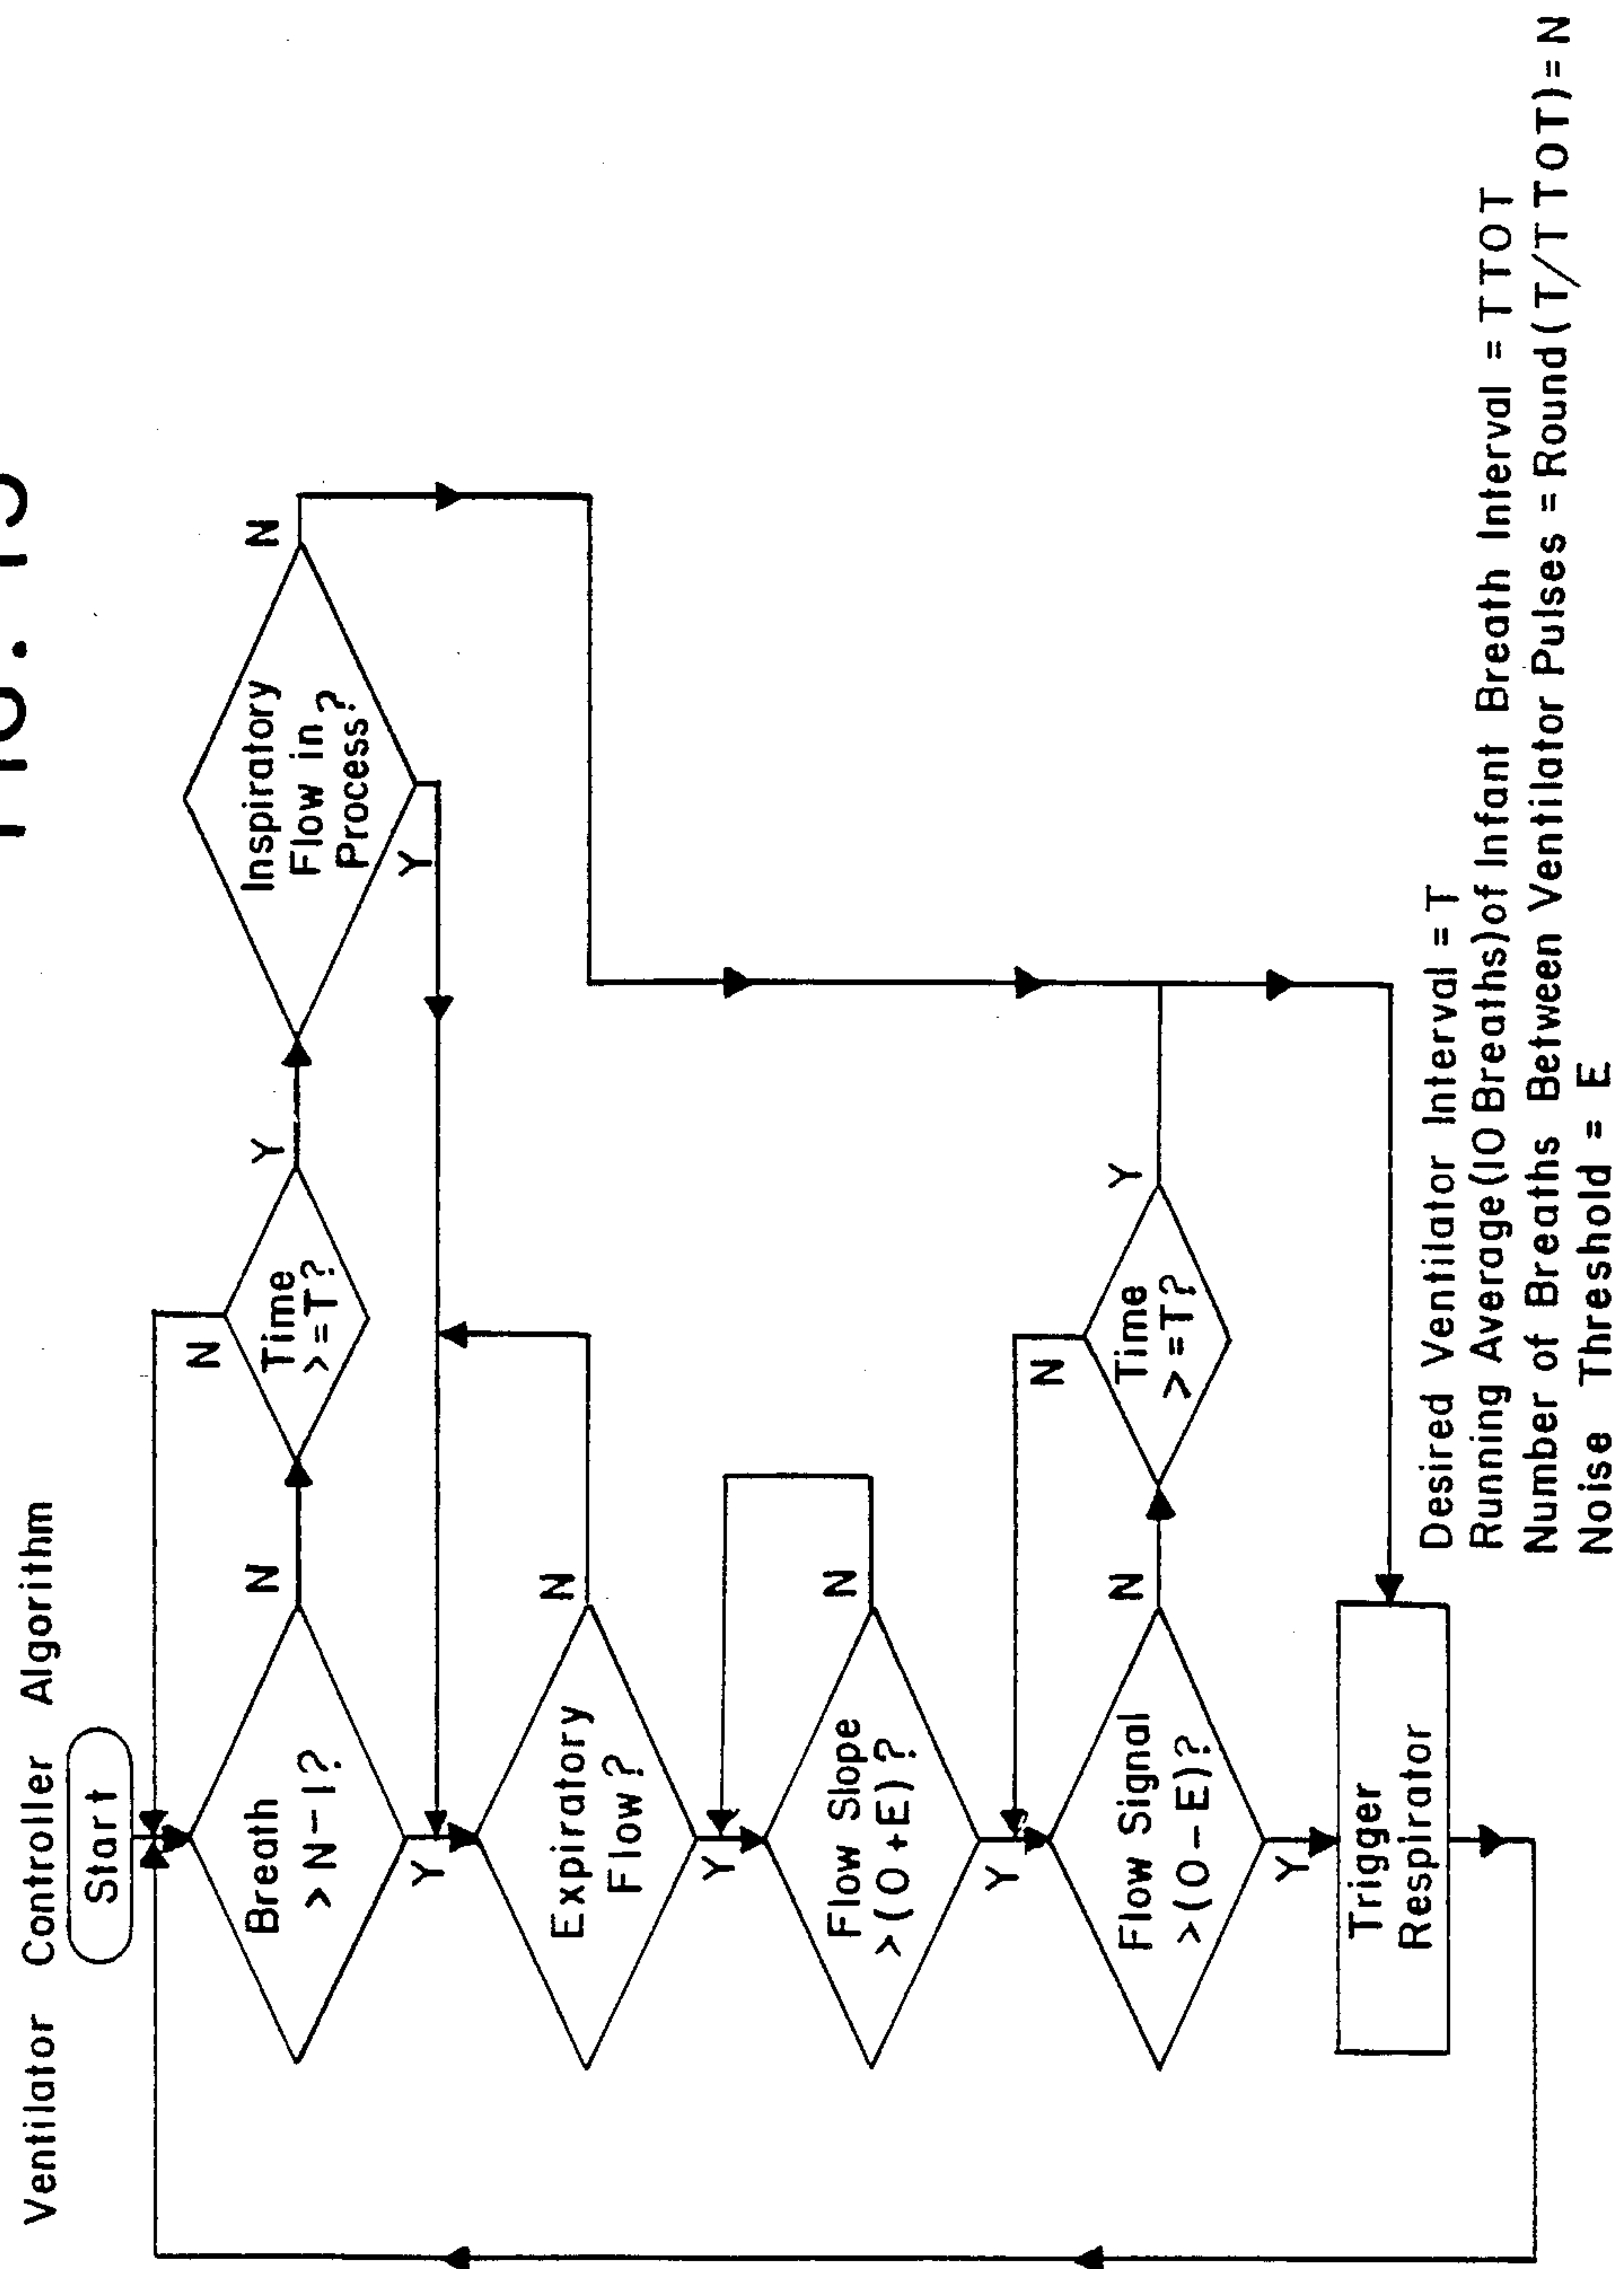 Ventilator Controller Algorithm
Start
Breath
> N-1?
N
Time
>=T?
N
Y
Inspiratory
Flow in
Process?
N
Y
Y
Expiratory
Flow?
N
Y
Flow Slope
>(O+E)?
N
Y
Flow Signal
>(O-E)?
N
Time
>=T?
N
Y
Y
Trigger
Respirator
Desired Ventilator Interval = T
Running Average (10 Breaths) of Infant Breath Interval = TTOT
Number of Breaths Between Ventilator Pulses = Round (T/TTOT) = N
Noise Threshold = E